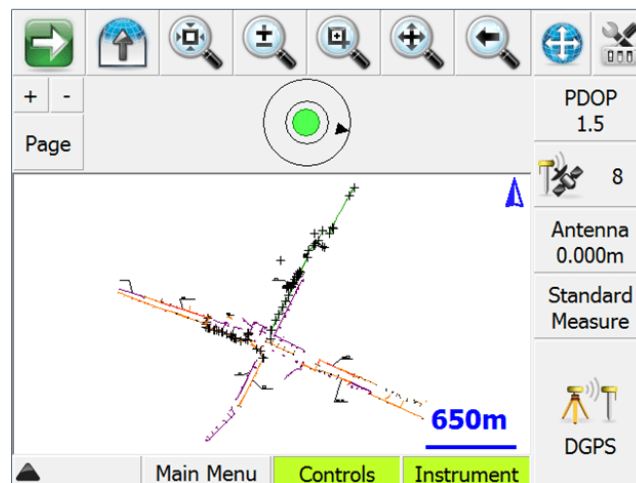 + -
Page
PDOP
1.5
8
Antenna
0.000m
Standard
Measure
DGPS
650m
Main Menu Controls Instrument